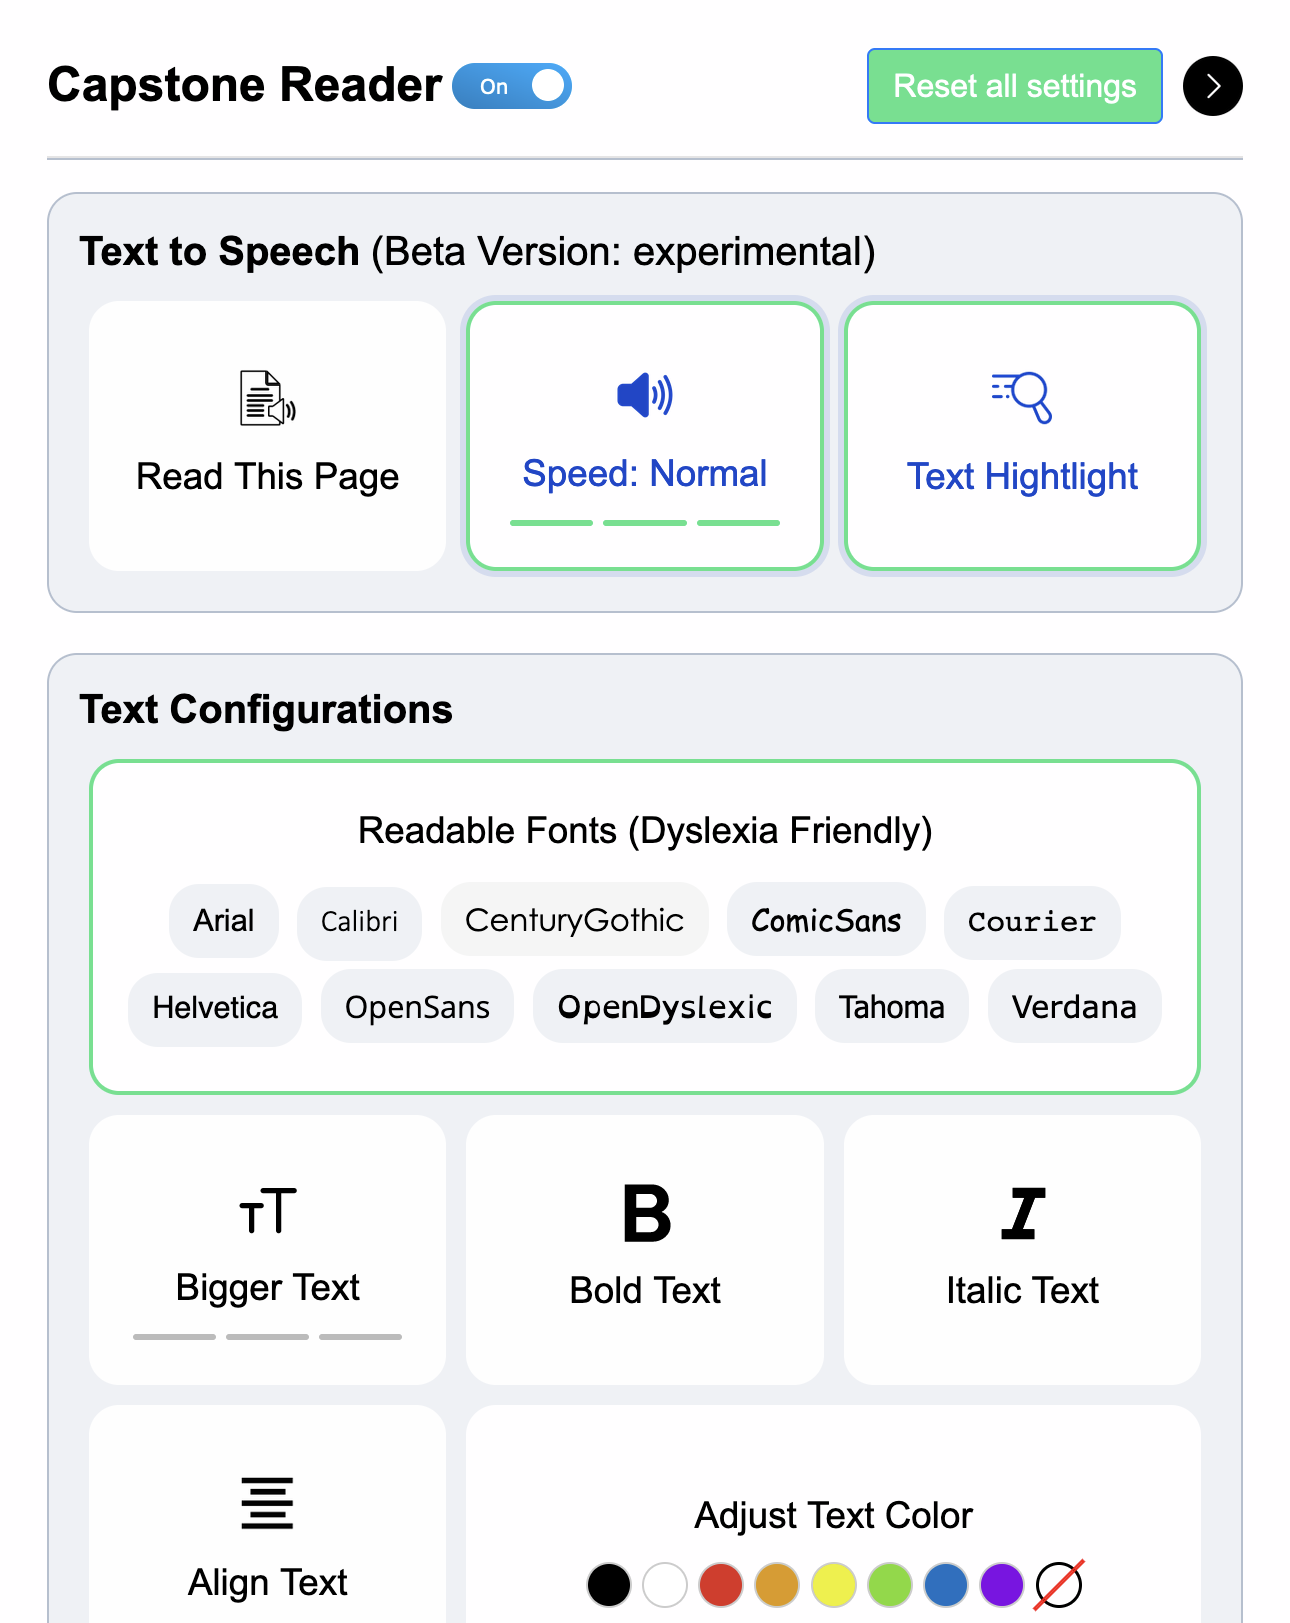 Capstone Reader On Reset all settings
Text to Speech (Beta Version: experimental)
Read This Page
Speed: Normal
Text Hightlight
Text Configurations
Readable Fonts (Dyslexia Friendly)
Arial Calibri CenturyGothic ComicSans Courier
Helvetica OpenSans OpenDyslexic Tahoma Verdana
Bigger Text
Bold Text
Italic Text
Align Text
Adjust Text Color